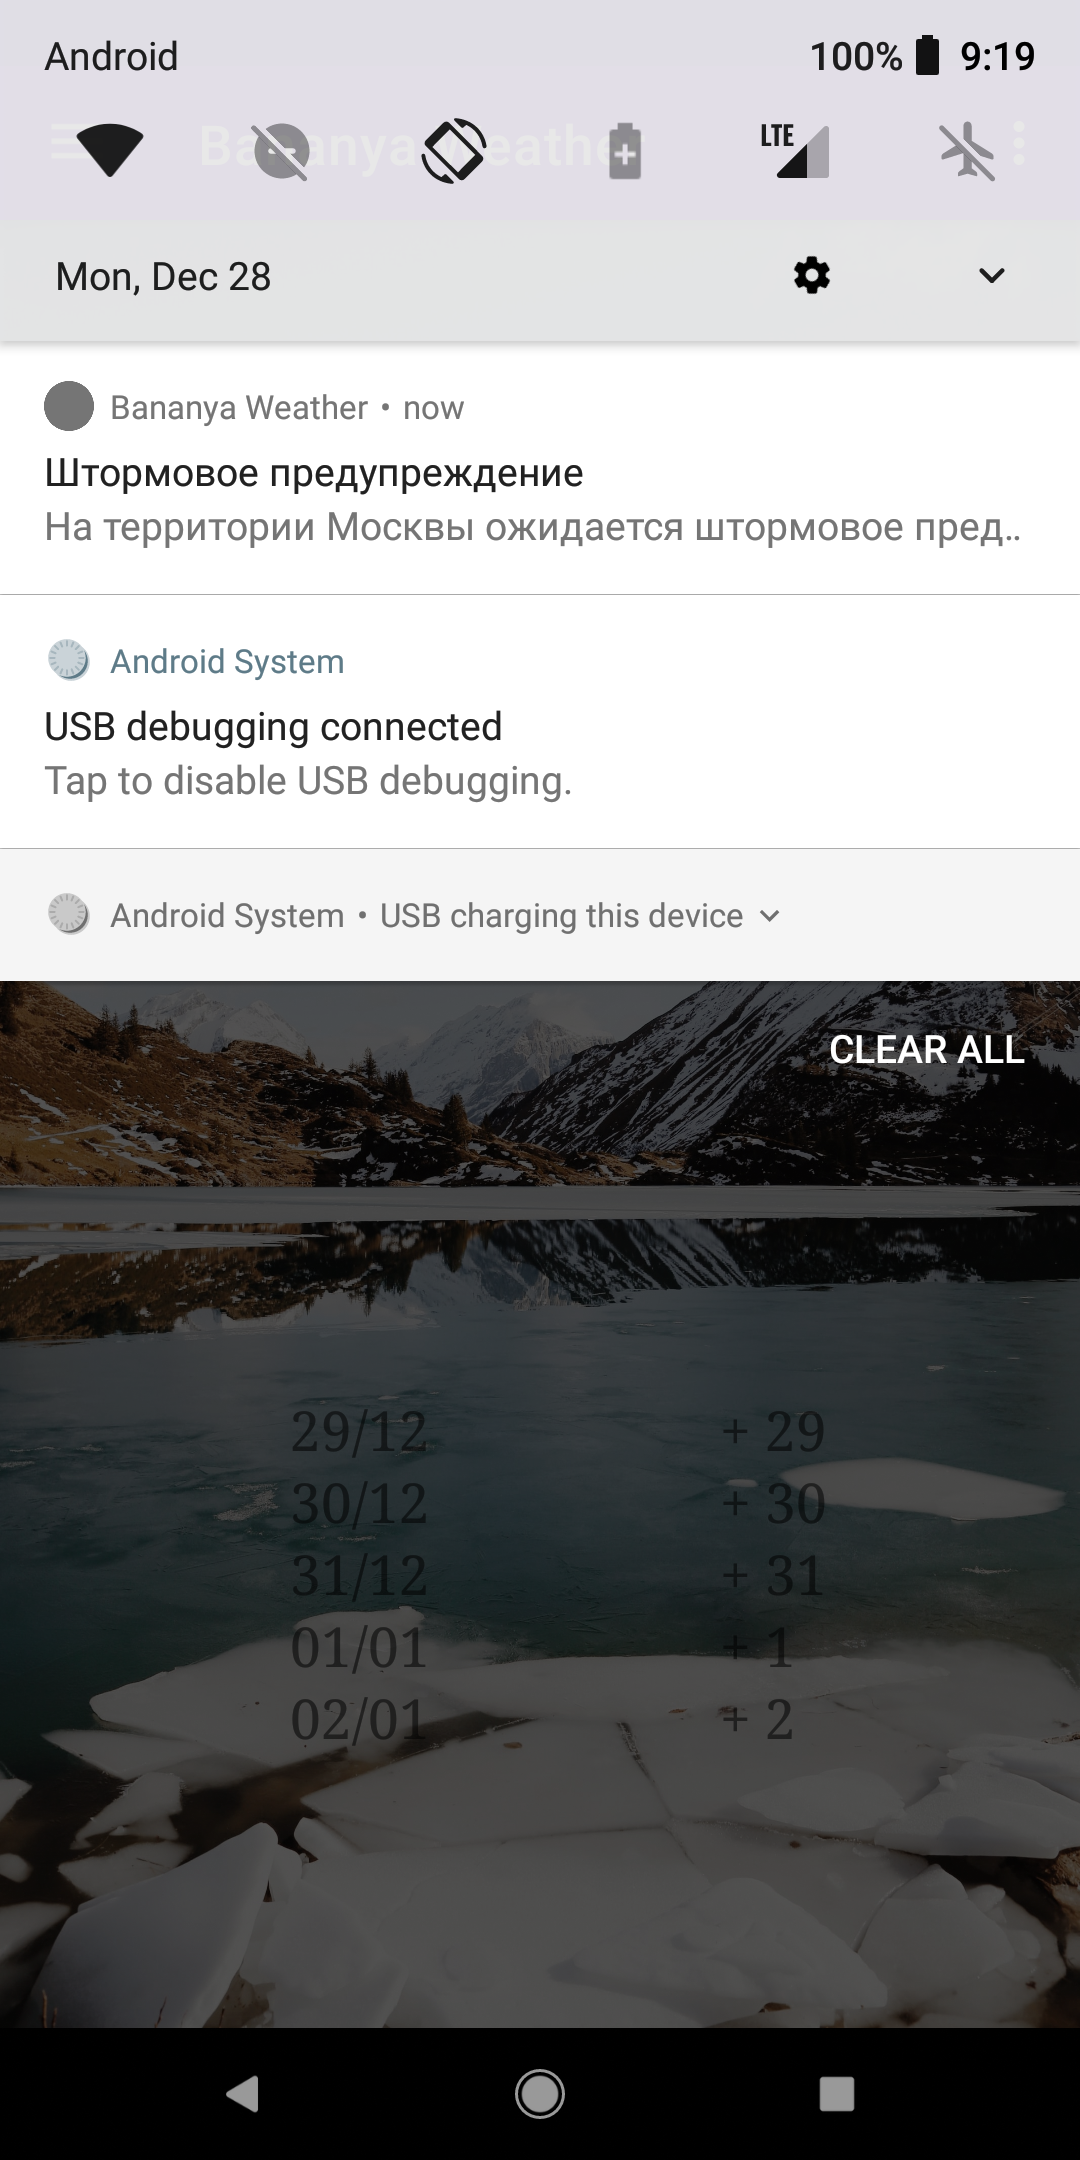 Android 100% 9:19
Bananya Weather
LTE
Mon, Dec 28
Bananya Weather • now
Штормовое предупреждение
На территории Москвы ожидается штормовое пред..
Android System
USB debugging connected
Tap to disable USB debugging.
Android System • USB charging this device
CLEAR ALL
29/12 + 29
30/12 + 30
31/12 + 31
01/01 + 1
02/01 + 2